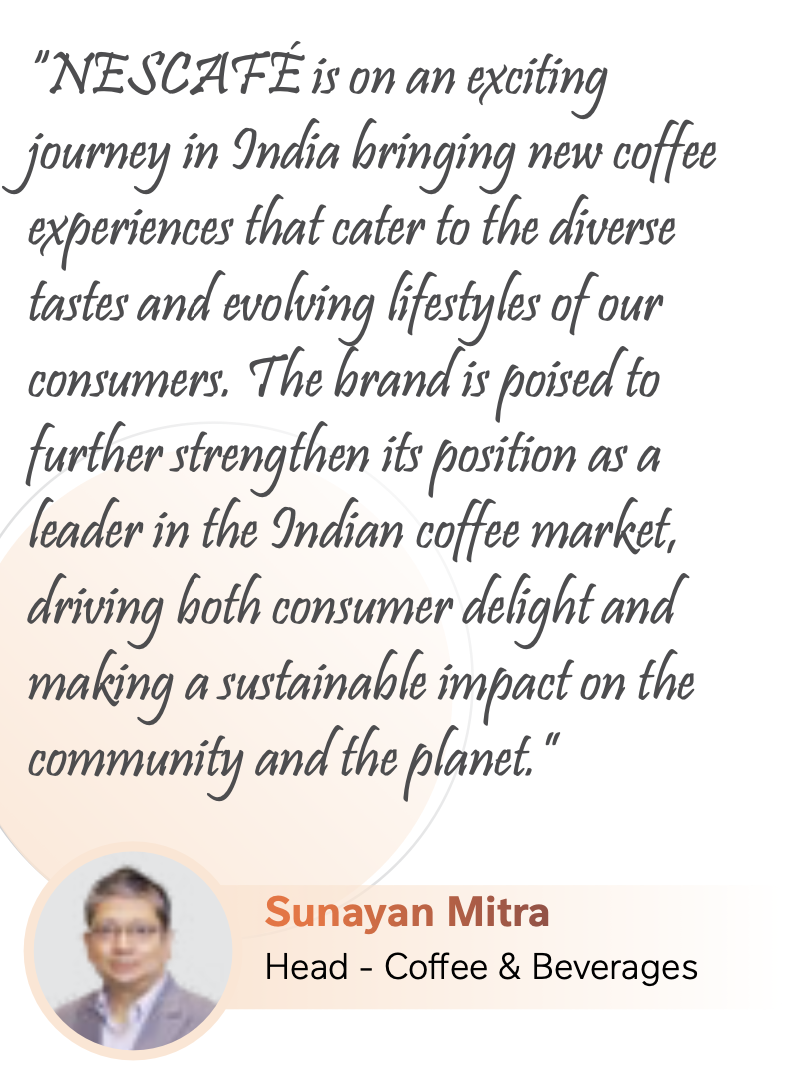 "NESCAFÉ is on an exciting
journey in India bringing new coffee
experiences that cater to the diverse
tastes and evolving lifestyles of our
consumers. The brand is poised to
further strengthen its position as a
leader in the Indian coffee market,
driving both consumer delight and
making a sustainable impact on the
community and the planet."
Sunayan Mitra
Head - Coffee & Beverages